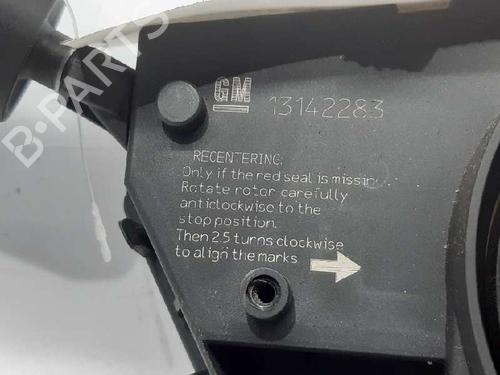 B-PARTS
GM 13142283
RECENTERING.
Only if the red seal is missin
Rotate rotor carefully
anticlockwise to the
stop position.
Then 2.5 turns clockwise
to align the marks